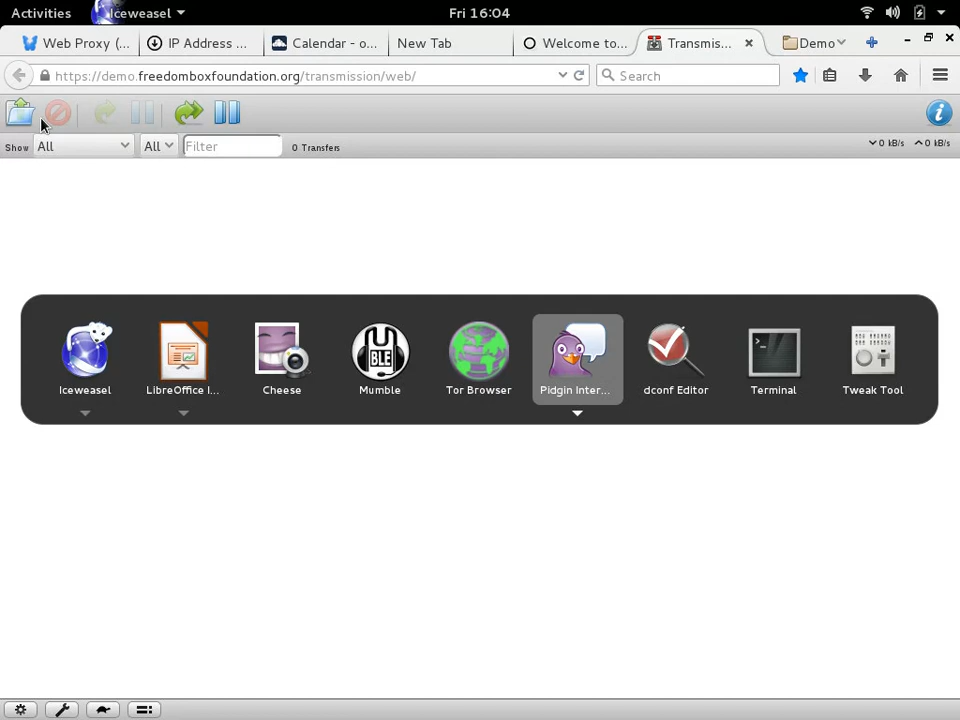 Activities Iceweasel Fri 16:04
Web Proxy (... IP Address ... Calendar - o... New Tab Welcome to... Transmis... Demo
https://demo.freedomboxfoundation.org/transmission/web/ Search
Show All All Filter 0 Transfers 0 kB/s 0 kB/s
BLE
Iceweasel LibreOffice I... Cheese Mumble Tor Browser Pidgin Inter... dconf Editor Terminal Tweak Tool